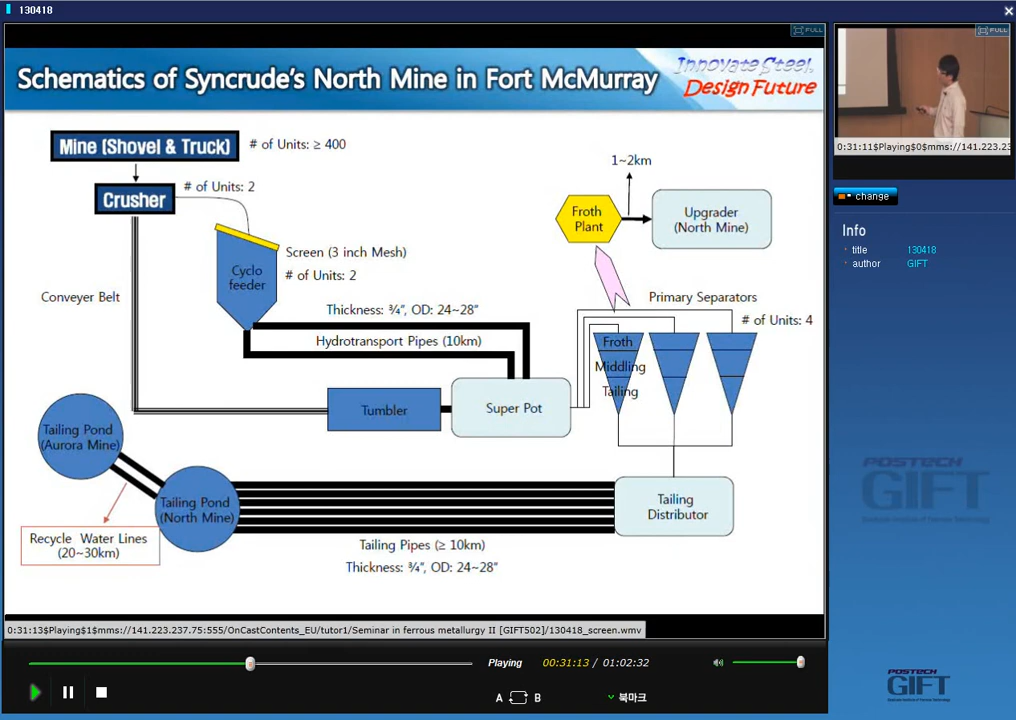 130418
FULL
Schematics of Syncrude's North Mine in Fort McMurray
Innovate Steel,
Design Future
Mine (Shovel & Truck)
# of Units: ≥ 400
Crusher
# of Units: 2
Cyclo
feeder
Screen (3 inch Mesh)
# of Units: 2
Conveyer Belt
Thickness: ¾", OD: 24~28"
Hydrotransport Pipes (10km)
Tumbler
Super Pot
1~2km
Froth
Plant
Upgrader
(North Mine)
Primary Separators
# of Units: 4
Froth
Middling
Tailing
Tailing Pond
(Aurora Mine)
Tailing Pond
(North Mine)
Tailing
Distributor
Recycle Water Lines
(20~30km)
Tailing Pipes (≥ 10km)
Thickness: ¾", OD: 24~28"
0:31:13$Playing$1$mms://141.223.237.75:555/OnCastContents_EU/tutor1/Seminar in ferrous metallurgy II [GIFT502]/130418_screen.wmv
Playing
00:31:13 / 01:02:32
A B
북마크
FULL
0:31:11$Playing$0$mms://141.223.23
change
Info
title 130418
author GIFT
POSTECH
GIFT
POSTECH
GIFT